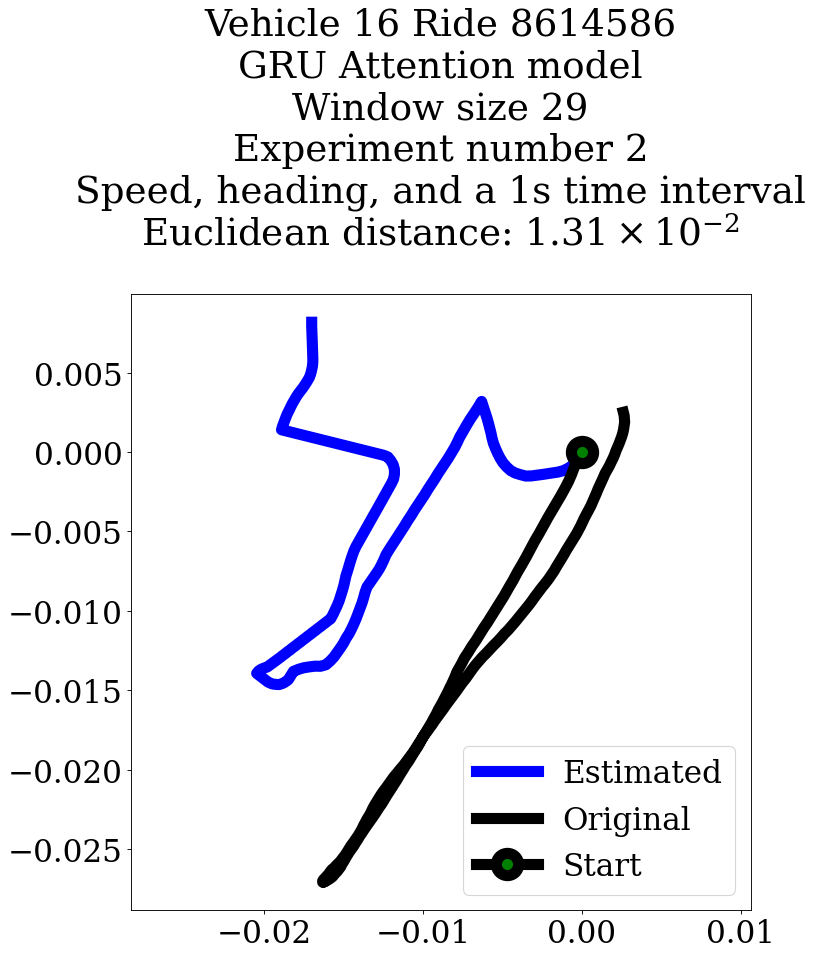 Vehicle 16 Ride 8614586
GRU Attention model
Window size 29
Experiment number 2
Speed, heading, and a 1s time interval
Euclidean distance: 1.31 × 10⁻²
0.005
0.000
−0.005
−0.010
−0.015
−0.020
−0.025
Estimated
Original
Start
−0.02
−0.01
0.00
0.01